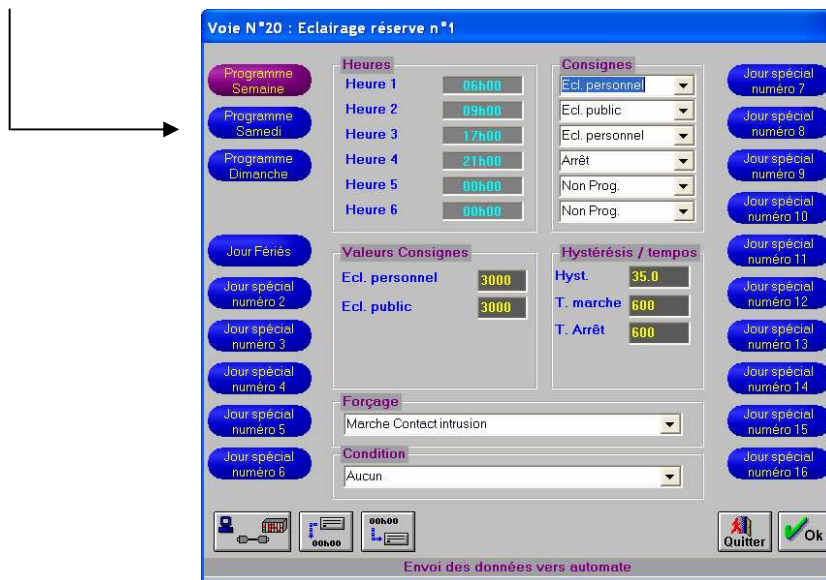 Voie N°20 : Eclairage réserve n°1
Programme
Semaine
Programme
Samedi
Programme
Dimanche
Jour Fériés
Jour spécial
numéro 2
Jour spécial
numéro 3
Jour spécial
numéro 4
Jour spécial
numéro 5
Jour spécial
numéro 6
Heures
Heure 1 06h00
Heure 2 09h00
Heure 3 17h00
Heure 4 21h00
Heure 5 00h00
Heure 6 00h00
Consignes
Ecl. personnel
Ecl. public
Ecl. personnel
Arrêt
Non Prog.
Non Prog.
Valeurs Consignes
Ecl. personnel 3000
Ecl. public 3000
Hystérésis / tempos
Hyst. 35.0
T. marche 600
T. Arrêt 600
Forçage
Marche Contact intrusion
Condition
Aucun
Jour spécial
numéro 7
Jour spécial
numéro 8
Jour spécial
numéro 9
Jour spécial
numéro 10
Jour spécial
numéro 11
Jour spécial
numéro 12
Jour spécial
numéro 13
Jour spécial
numéro 14
Jour spécial
numéro 15
Jour spécial
numéro 16
00h00
00h00
Quitter
Ok
Envoi des données vers automate